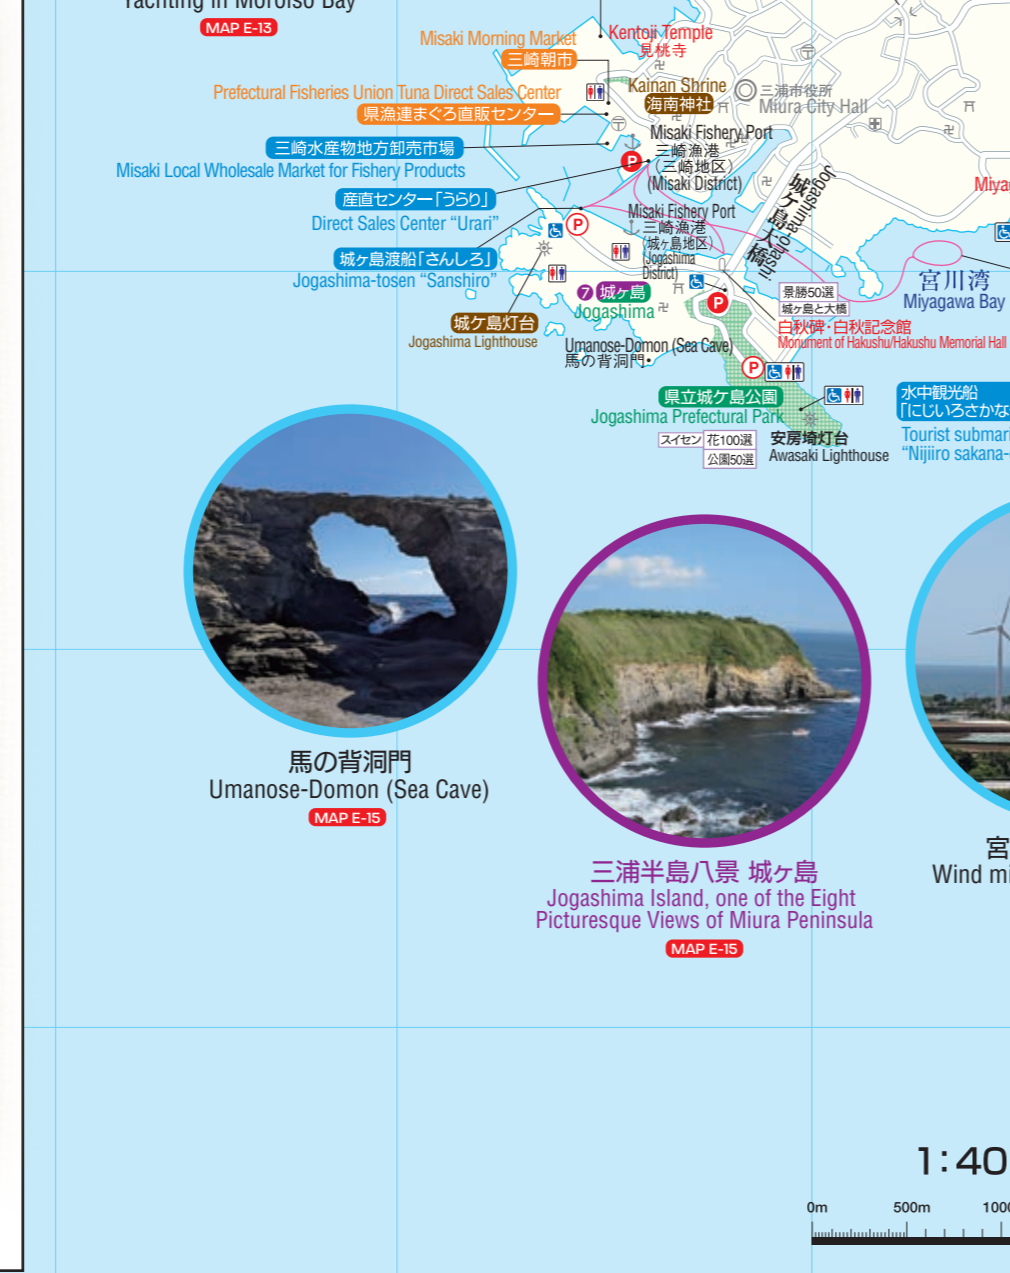 Yachting in Moroiso Bay
MAP E-13
Misaki Morning Market
三崎朝市
Prefectural Fisheries Union Tuna Direct Sales Center
県漁連まぐろ直販センター
三崎水産物地方卸売市場
Misaki Local Wholesale Market for Fishery Products
産直センター「うらり」
Direct Sales Center “Urari”
城ヶ島渡船「さんしろ」
Jogashima-tosen “Sanshiro”
城ケ島灯台
Jogashima Lighthouse
Kentoji Temple
見桃寺
Kainan Shrine
海南神社
三浦市役所
Miura City Hall
Misaki Fishery Port
三崎漁港
(三崎地区)
(Misaki District)
Misaki Fishery Port
三崎漁港
(城ヶ島地区)
(Jogashima
District)
城ケ島大橋
Jogashima-ohashi
P
P
P
P
7 城ヶ島
Jogashima
Umanose-Domon (Sea Cave)
馬の背洞門
景勝50選
城ヶ島と大橋
白秋碑・白秋記念館
Monument of Hakushu/Hakushu Memorial Hall
宮川湾
Miyagawa Bay
県立城ケ島公園
Jogashima Prefectural Park
スイセン 花100選
公園50選
安房埼灯台
Awasaki Lighthouse
水中観光船
「にじいろさかな
Tourist submari
“Nijiiro sakana-
馬の背洞門
Umanose-Domon (Sea Cave)
MAP E-15
三浦半島八景 城ヶ島
Jogashima Island, one of the Eight
Picturesque Views of Miura Peninsula
MAP E-15
宮
Wind mi
1:40
0m 500m 1000